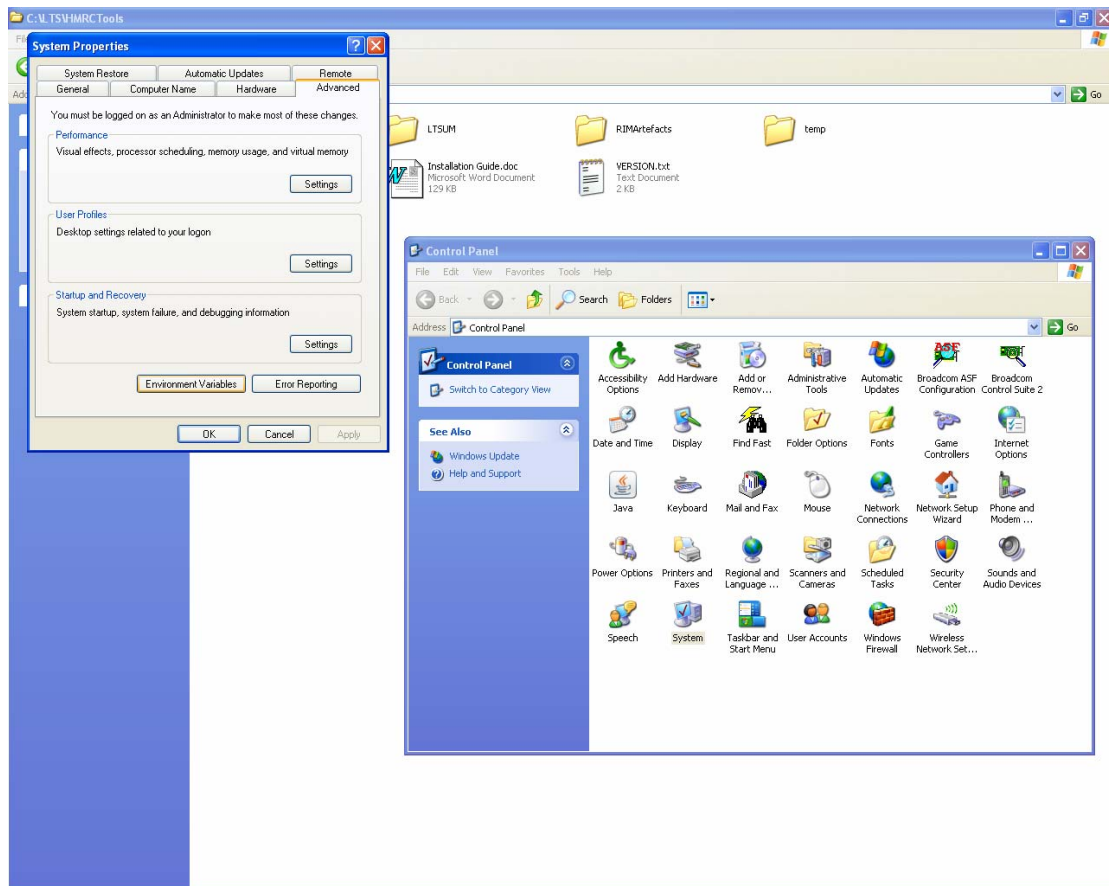 C:\LTS\HMRCTools
System Properties
System Restore Automatic Updates Remote
General Computer Name Hardware Advanced
You must be logged on as an Administrator to make most of these changes.
Performance
Visual effects, processor scheduling, memory usage, and virtual memory
Settings
User Profiles
Desktop settings related to your logon
Settings
Startup and Recovery
System startup, system failure, and debugging information
Settings
Environment Variables Error Reporting
OK Cancel Apply
Go
LTSUM RIMArtefacts temp
Installation Guide.doc
Microsoft Word Document
129 KB
VERSION.txt
Text Document
2 KB
Control Panel
File Edit View Favorites Tools Help
Back Search Folders
Address Control Panel Go
Control Panel
Switch to Category View
See Also
Windows Update
Help and Support
Accessibility Options
Add Hardware
Add or Remov...
Administrative Tools
Automatic Updates
Broadcom ASF Configuration
Broadcom Control Suite 2
Date and Time
Display
Find Fast
Folder Options
Fonts
Game Controllers
Internet Options
Java
Keyboard
Mail and Fax
Mouse
Network Connections
Network Setup Wizard
Phone and Modem ...
Power Options
Printers and Faxes
Regional and Language ...
Scanners and Cameras
Scheduled Tasks
Security Center
Sounds and Audio Devices
Speech
System
Taskbar and Start Menu
User Accounts
Windows Firewall
Wireless Network Set...